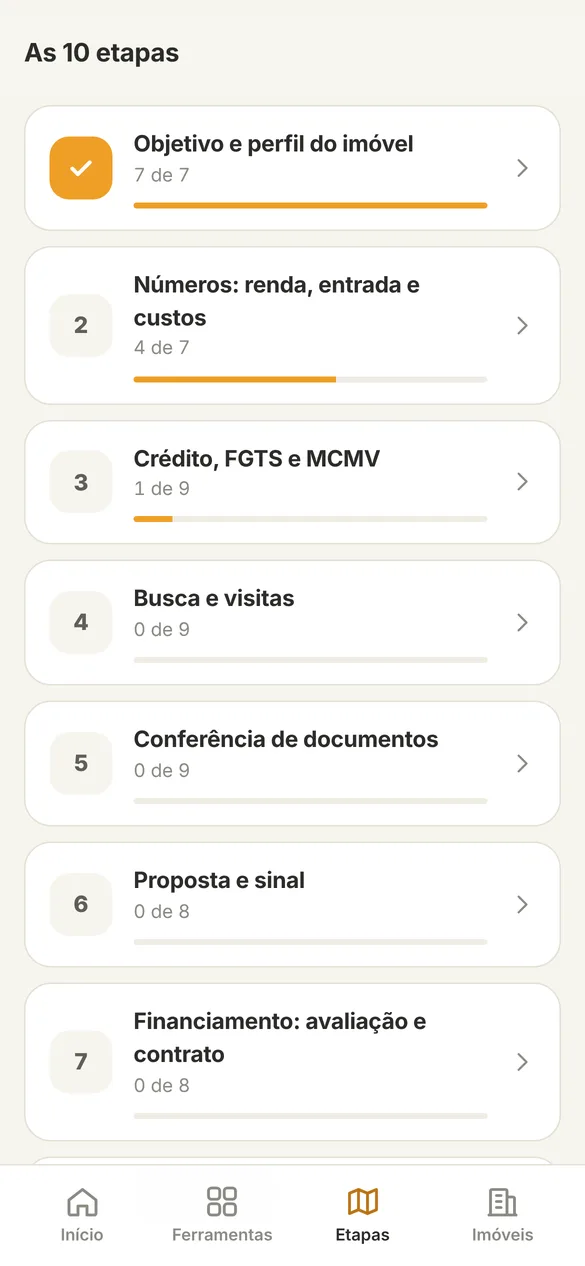 As 10 etapas
Objetivo e perfil do imóvel
7 de 7
2
Números: renda, entrada e
custos
4 de 7
3
Crédito, FGTS e MCMV
1 de 9
4
Busca e visitas
0 de 9
5
Conferência de documentos
0 de 9
6
Proposta e sinal
0 de 8
7
Financiamento: avaliação e
contrato
0 de 8
Início
Ferramentas
Etapas
Imóveis